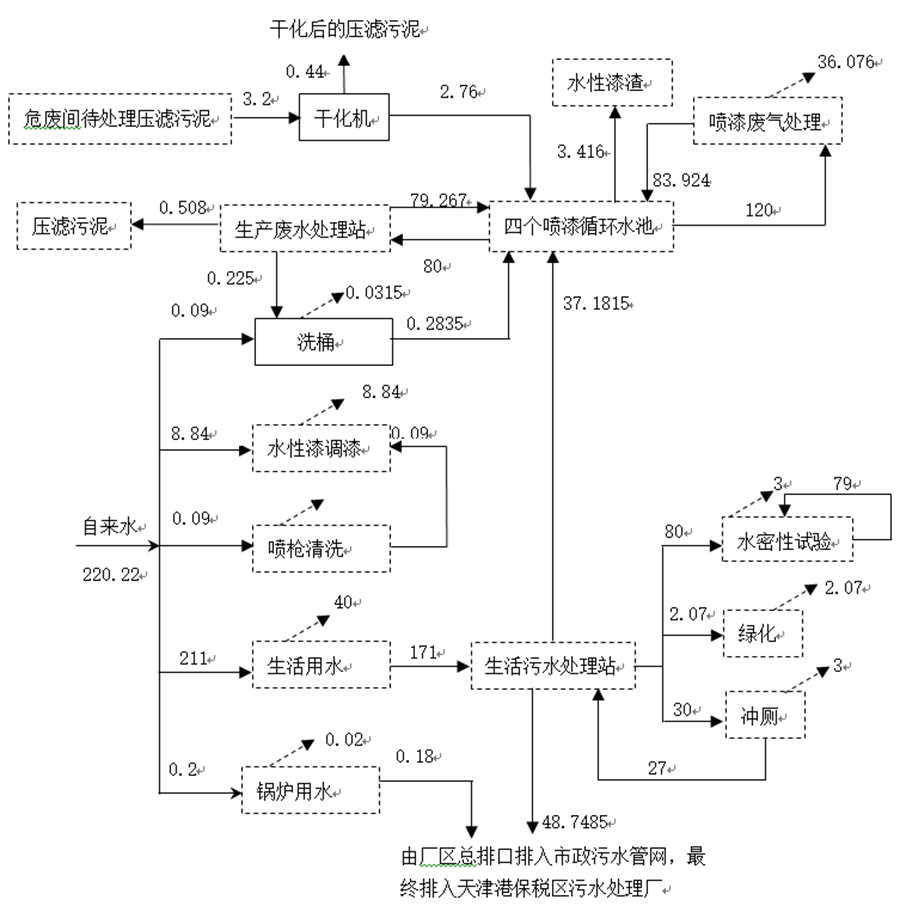 干化后的压滤污泥
0.44
36.076
水性漆渣
3.2
2.76
危废间待处理压滤污泥
干化机
喷漆废气处理
3.416
83.924
0.508
79.267
120
压滤污泥
生产废水处理站
四个喷漆循环水池
80
0.225
0.0315
37.1815
0.09
0.2835
洗桶
8.84
8.84
0.09
水性漆调漆
3
79
自来水
0.09
80
水密性试验
喷枪清洗
220.22
40
2.07
2.07
绿化
211
171
生活用水
生活污水处理站
3
30
冲厕
0.02
0.18
27
0.2
锅炉用水
48.7485
由厂区总排口排入市政污水管网，最
终排入天津港保税区污水处理厂